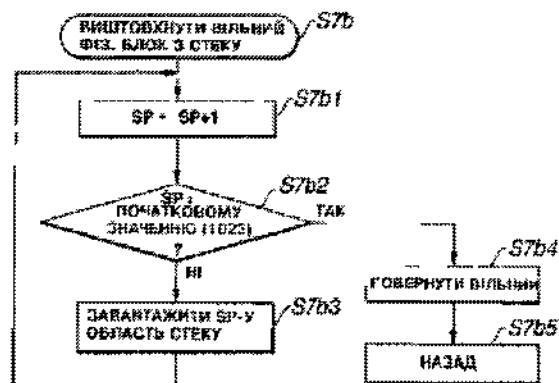 ВИШТОВХНУТИ ВІЛЬНИЙ
ФІЗ. БЛОК З СТЕКУ
S7b
S7b1
SP = SP+1
S7b2
SP =
ПОЧАТКОВОМУ
ЗНАЧЕННЮ (1023)
?
ТАК
НІ
S7b3
ЗАВАНТАЖИТИ SP-У
ОБЛАСТЬ СТЕКУ
S7b4
ПОВЕРНУТИ ВІЛЬНИЙ
S7b5
НАЗАД